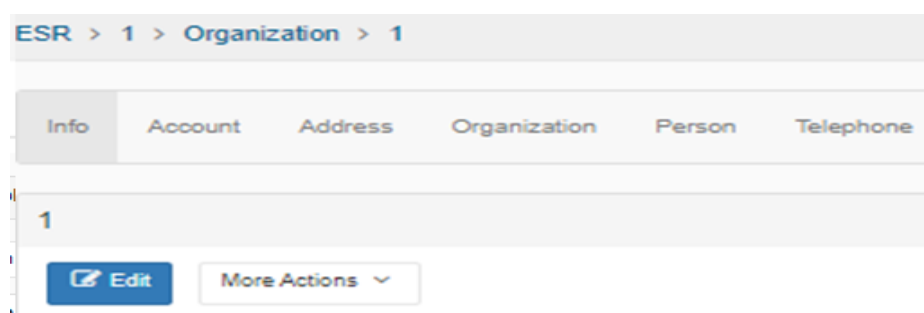 ESR > 1 > Organization > 1
Info Account Address Organization Person Telephone
1
Edit More Actions